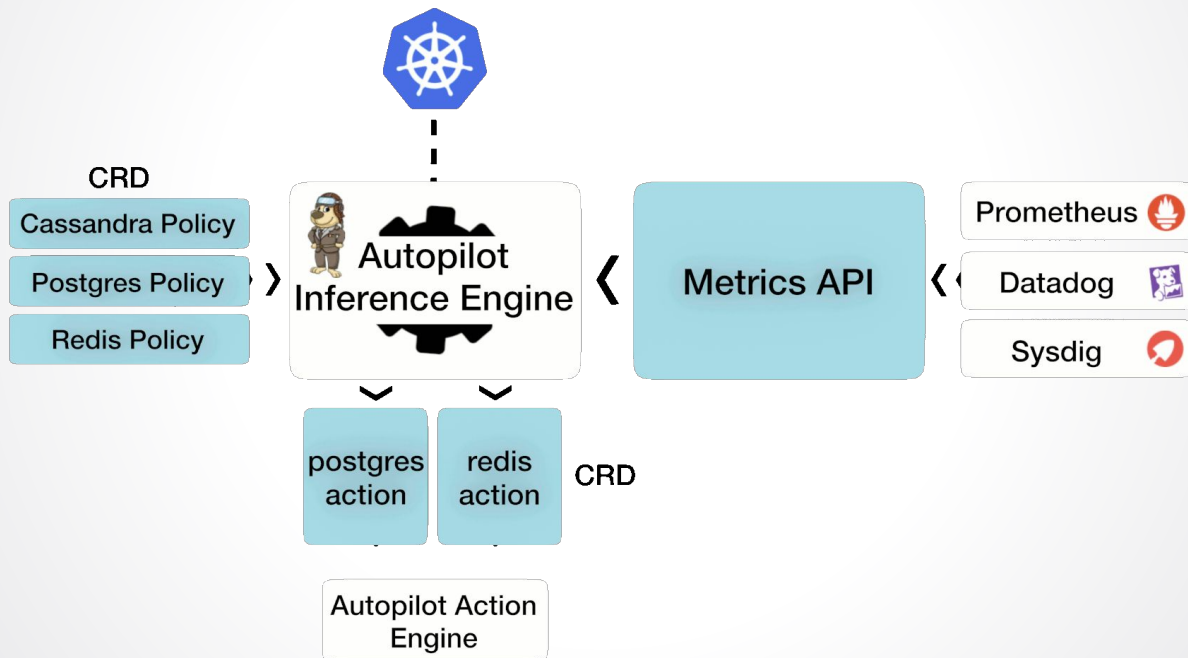 CRD
Cassandra Policy
Postgres Policy
Redis Policy
Autopilot
Inference Engine
Metrics API
Prometheus
Datadog
Sysdig
postgres
action
redis
action
CRD
Autopilot Action
Engine